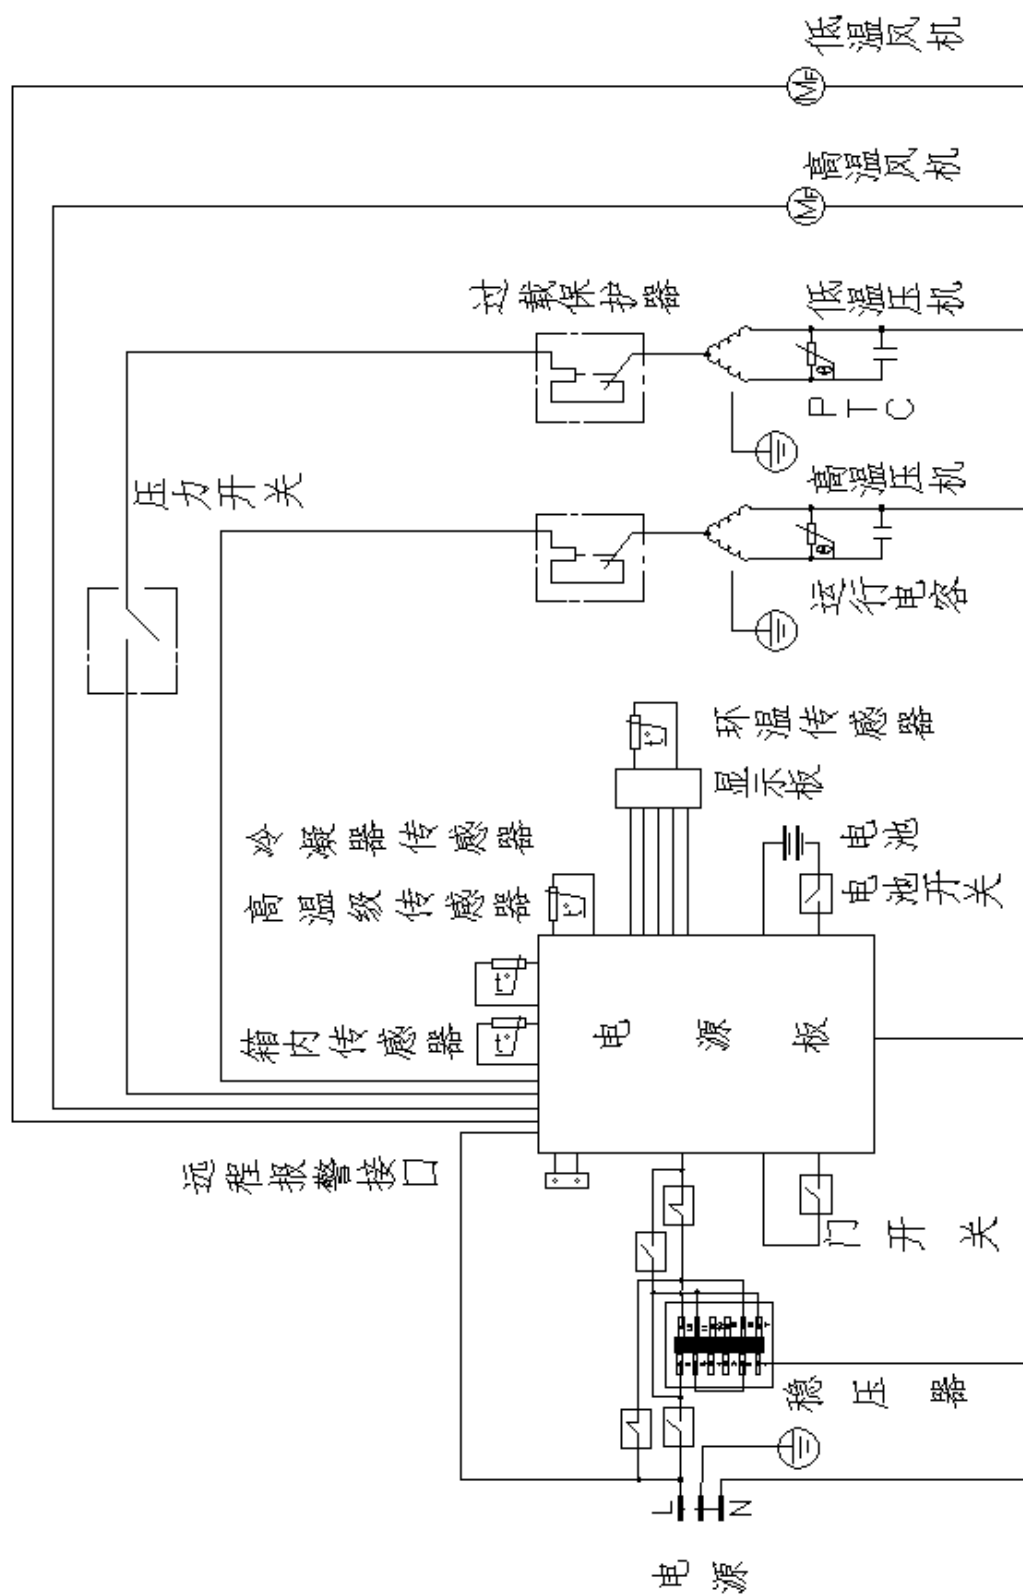 低温风机
高温风机
过载保护器
低温压机
PTC
压力开关
高温压机
运行电容
环温传感器
显示板
冷凝器传感器
高温级传感器
电池
电池开关
箱内传感器
电源板
远程报警接口
门开关
稳压器
L
N
电源